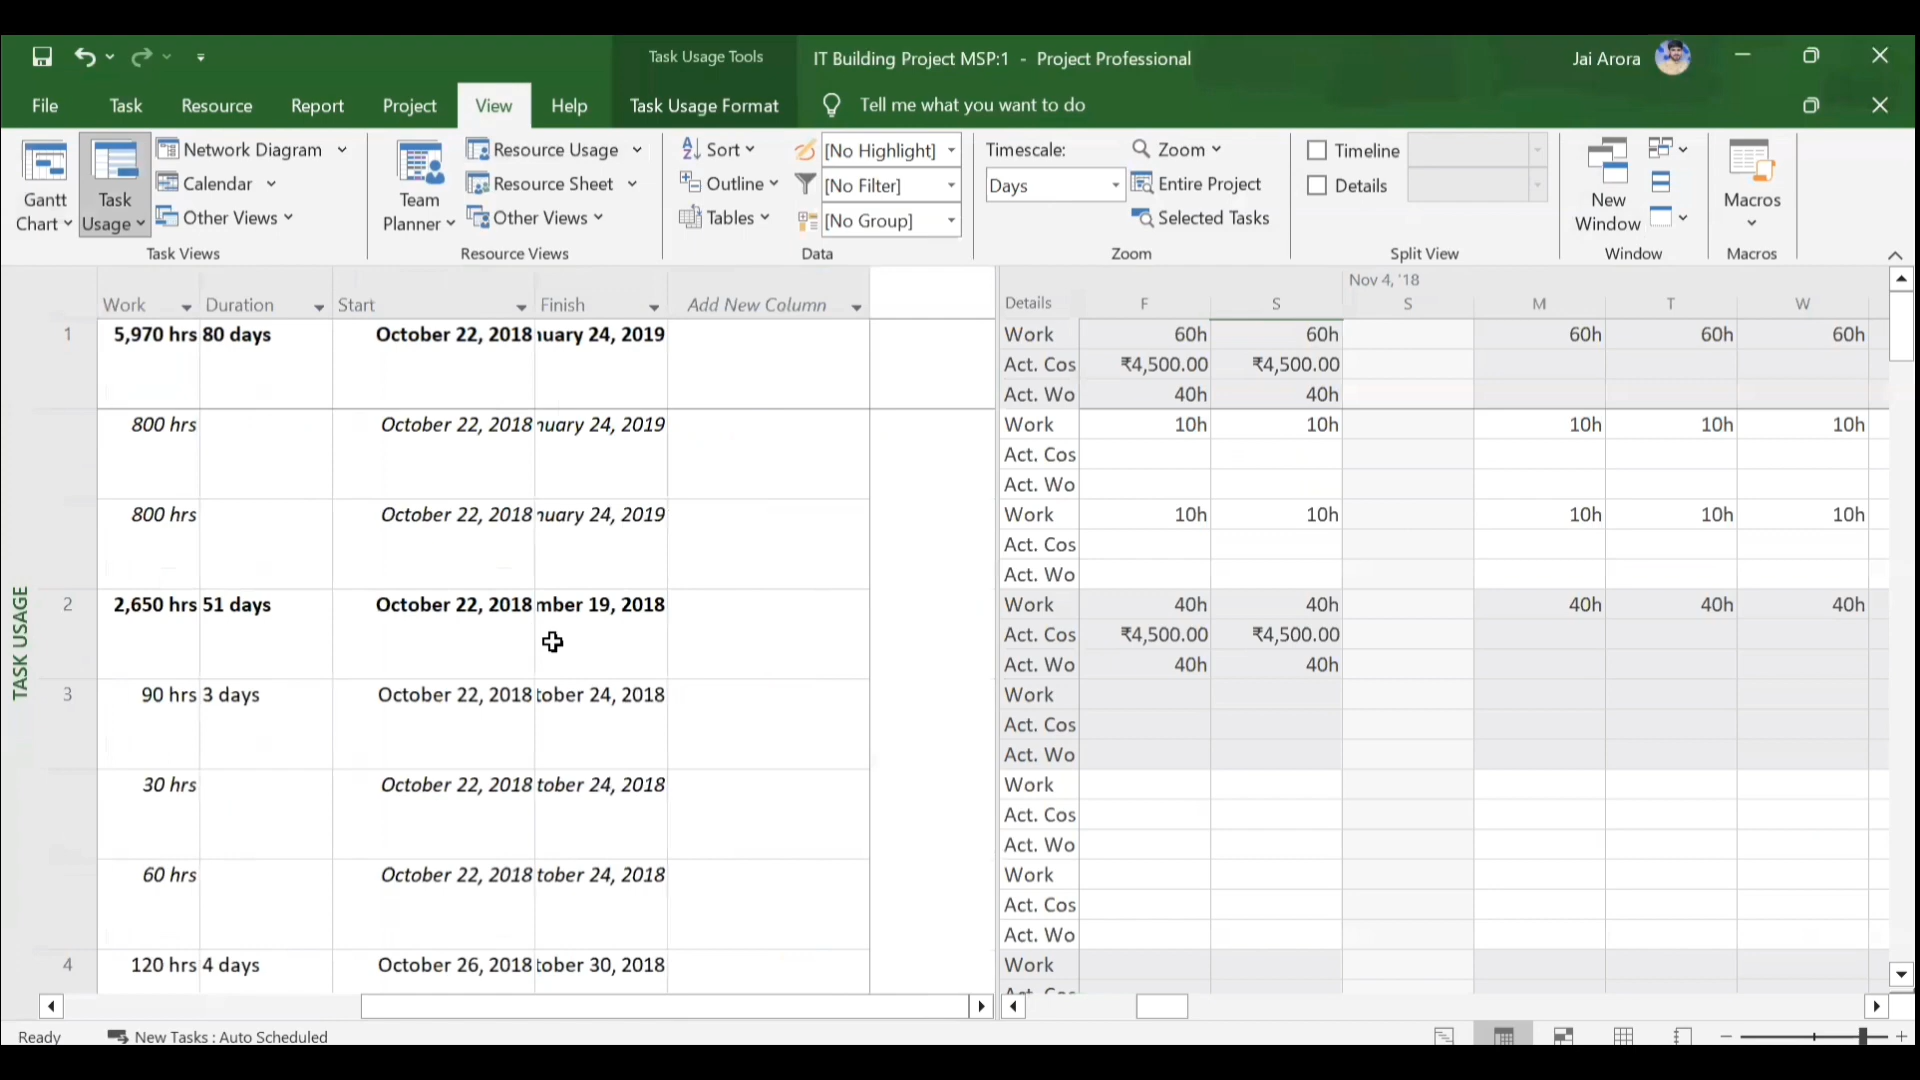 Task Usage Tools
IT Building Project MSP:1 - Project Professional
Jai Arora
File Task Resource Report Project View Help Task Usage Format Tell me what you want to do
Gantt Chart
Task Usage
Network Diagram
Calendar
Other Views
Task Views
Team Planner
Resource Usage
Resource Sheet
Other Views
Resource Views
Sort
Outline
Tables
[No Highlight]
[No Filter]
[No Group]
Data
Timescale:
Days
Zoom
Entire Project
Selected Tasks
Zoom
Timeline
Details
Split View
New Window
Window
Macros
Macros
Nov 4, '18
Work Duration Start Finish Add New Column Details F S S M T W
1 5,970 hrs 80 days October 22, 2018 nuary 24, 2019 Work 60h 60h 60h 60h 60h
Act. Cos ₹4,500.00 ₹4,500.00
Act. Wo 40h 40h
800 hrs October 22, 2018 nuary 24, 2019 Work 10h 10h 10h 10h 10h
Act. Cos
Act. Wo
800 hrs October 22, 2018 nuary 24, 2019 Work 10h 10h 10h 10h 10h
Act. Cos
Act. Wo
2 2,650 hrs 51 days October 22, 2018 mber 19, 2018 Work 40h 40h 40h 40h 40h
Act. Cos ₹4,500.00 ₹4,500.00
Act. Wo 40h 40h
3 90 hrs 3 days October 22, 2018 tober 24, 2018 Work
Act. Cos
Act. Wo
30 hrs October 22, 2018 tober 24, 2018 Work
Act. Cos
Act. Wo
60 hrs October 22, 2018 tober 24, 2018 Work
Act. Cos
Act. Wo
4 120 hrs 4 days October 26, 2018 tober 30, 2018 Work
TASK USAGE
Ready New Tasks : Auto Scheduled